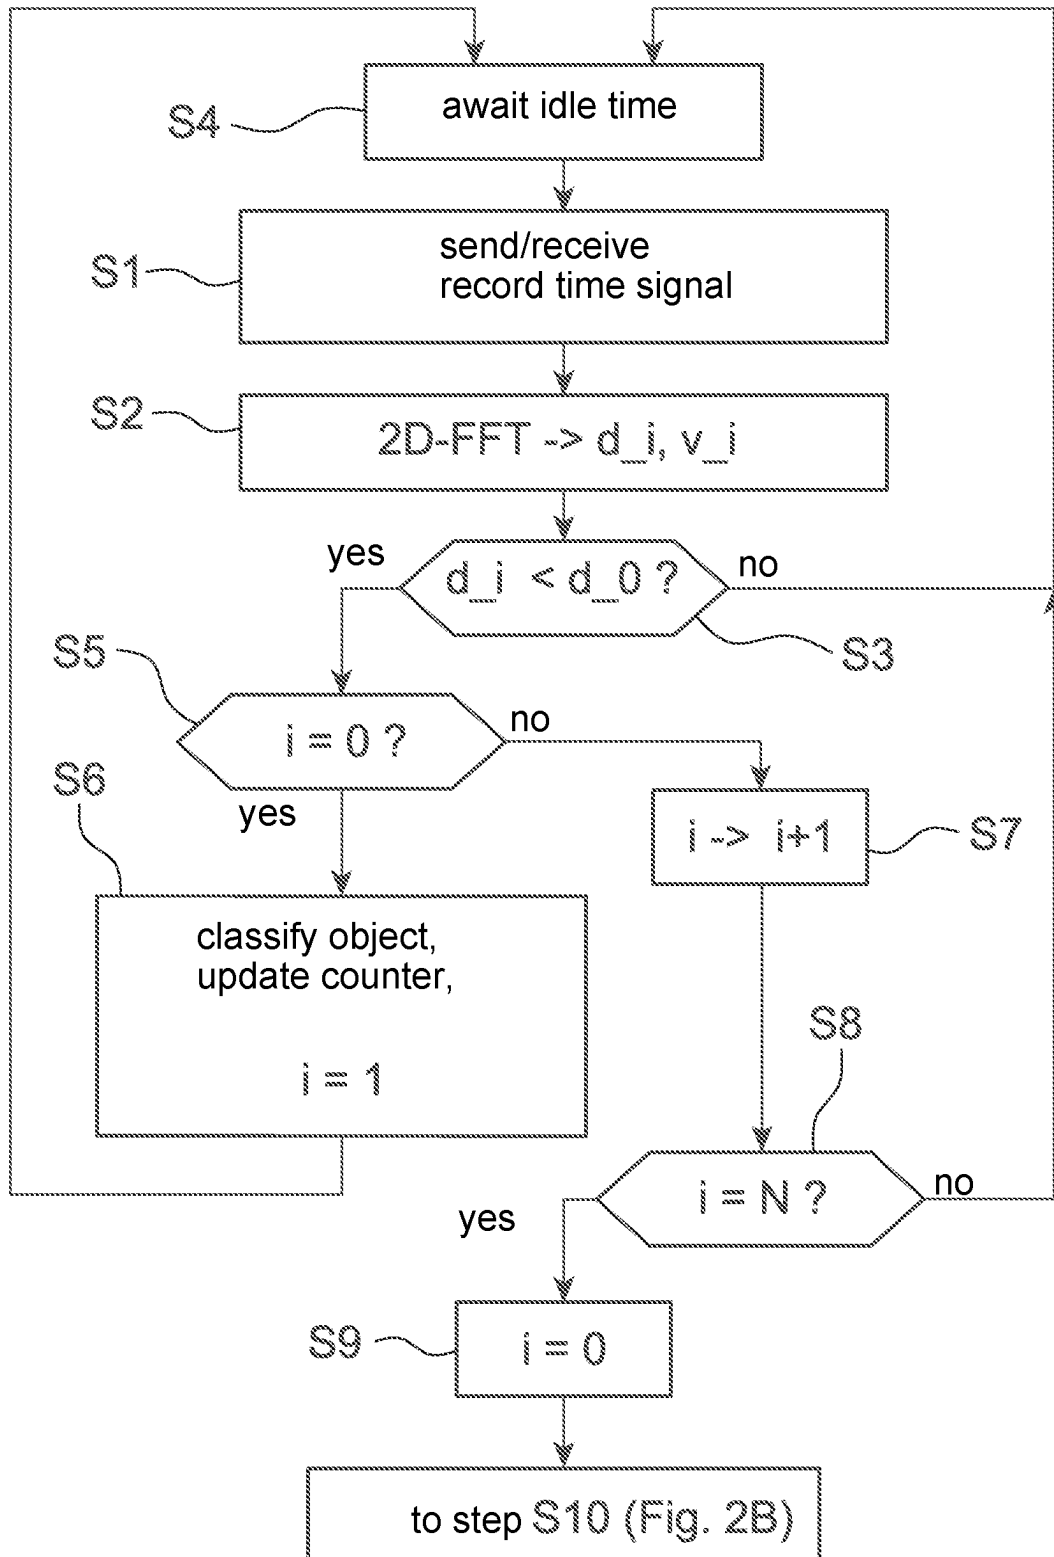 await idle time
S4
send/receive
record time signal
S1
S2
2D-FFT -> d_i, v_i
yes
d_i < d_0 ?
no
S3
S5
i = 0 ?
no
S6
yes
i -> i+1
S7
classify object,
update counter,
i = 1
S8
i = N ?
no
yes
S9
i = 0
to step S10 (Fig. 2B)